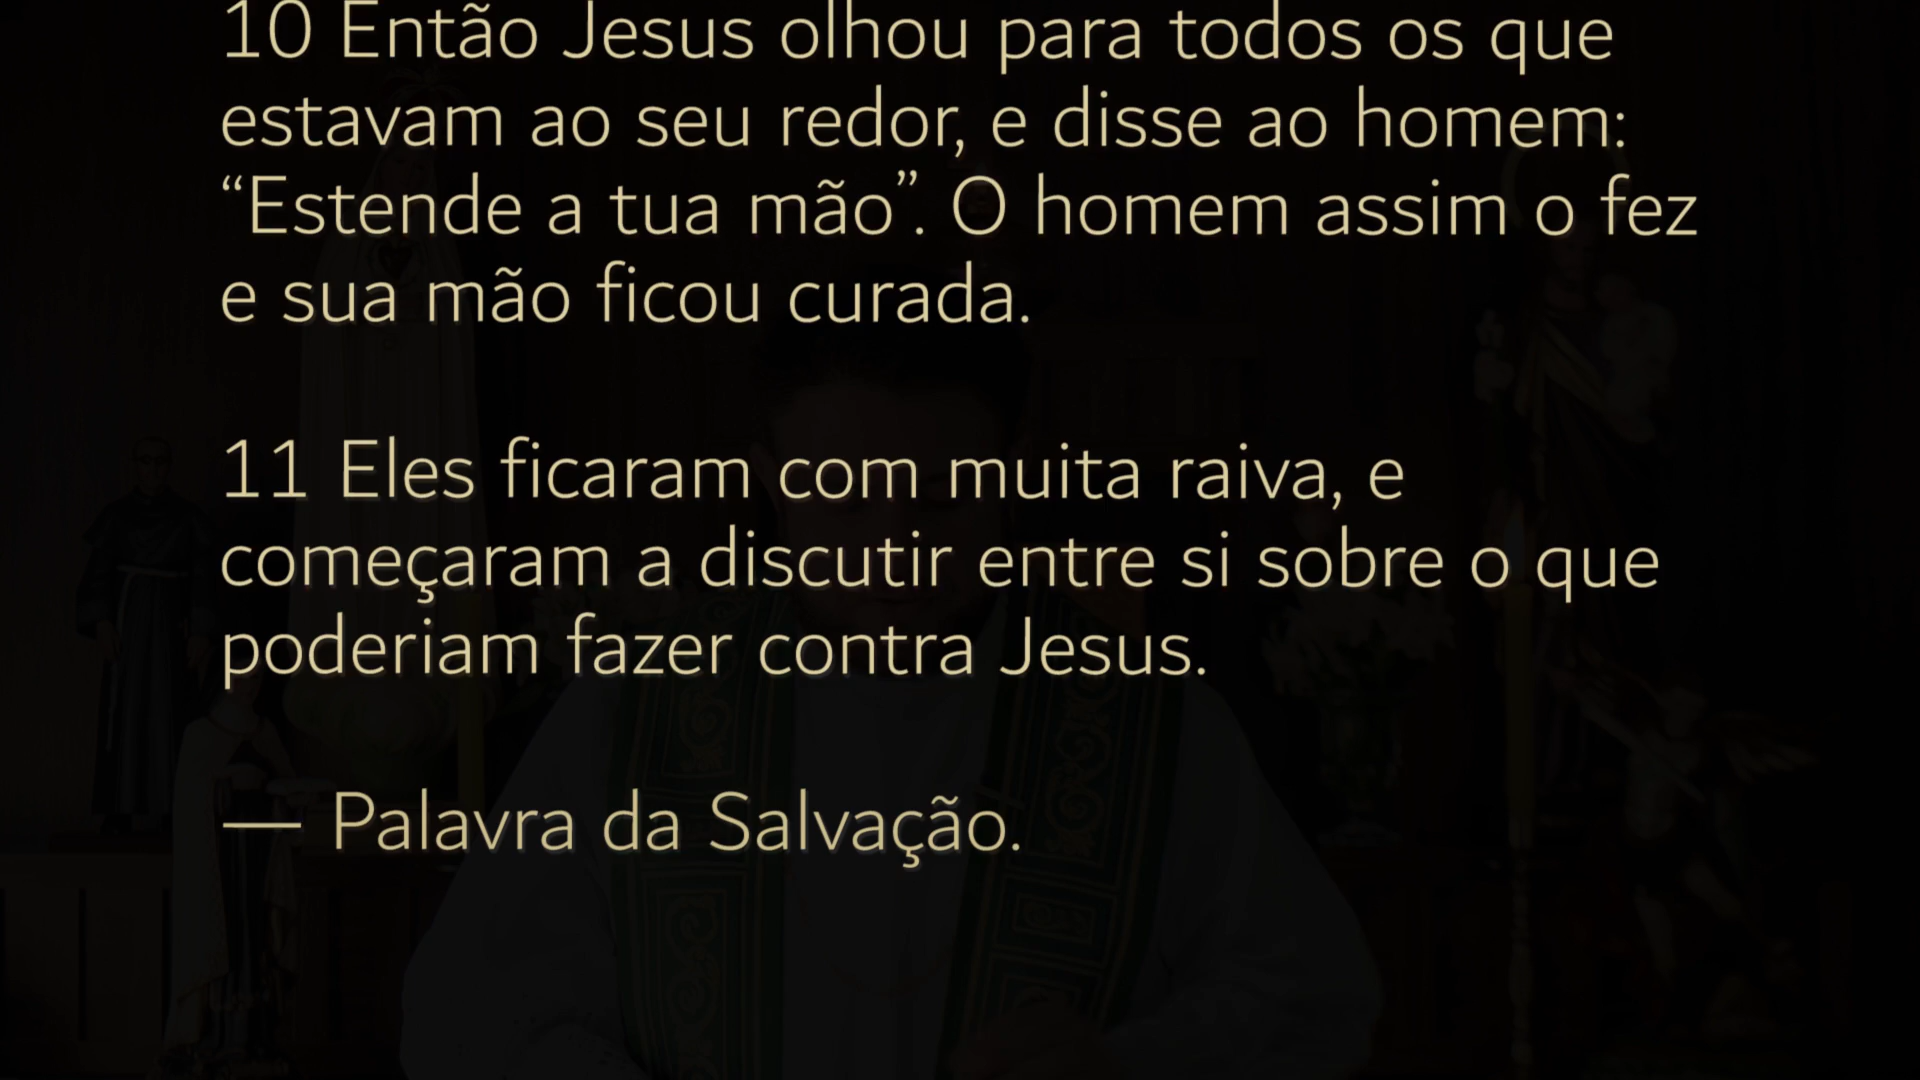 10 Então Jesus olhou para todos os que
estavam ao seu redor, e disse ao homem:
“Estende a tua mão”. O homem assim o fez
e sua mão ficou curada.
11 Eles ficaram com muita raiva, e
começaram a discutir entre si sobre o que
poderiam fazer contra Jesus.
— Palavra da Salvação.